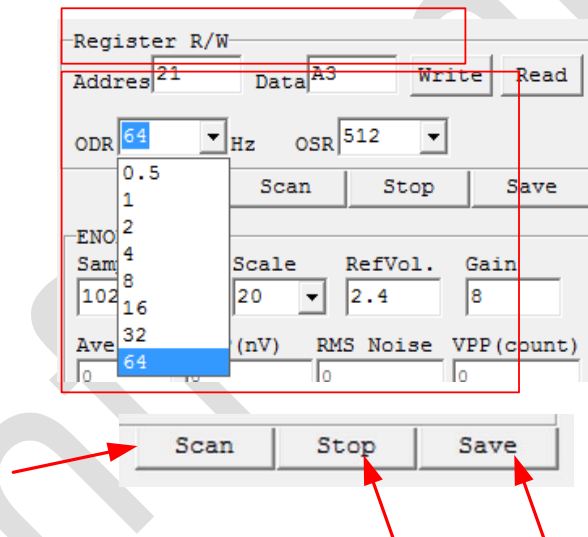 Register R/W
Addres 21 Data A3 Write Read
ODR 64 Hz OSR 512
0.5
1
2
4
8
16
32
64
Scan Stop Save
Scale RefVol. Gain
102 20 2.4 8
(nV) RMS Noise VPP(count)
0 0 0
Scan Stop Save